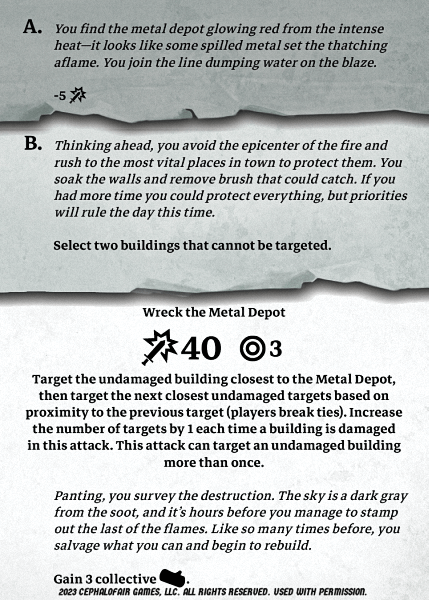 A. You find the metal depot glowing red from the intense
heat—it looks like some spilled metal set the thatching
aflame. You join the line dumping water on the blaze.
-5
B. Thinking ahead, you avoid the epicenter of the fire and
rush to the most vital places in town to protect them. You
soak the walls and remove brush that could catch. If you
had more time you could protect everything, but priorities
will rule the day this time.
Select two buildings that cannot be targeted.
Wreck the Metal Depot
40 3
Target the undamaged building closest to the Metal Depot,
then target the next closest undamaged targets based on
proximity to the previous target (players break ties). Increase
the number of targets by 1 each time a building is damaged
in this attack. This attack can target an undamaged building
more than once.
Panting, you survey the destruction. The sky is a dark gray
from the soot, and it's hours before you manage to stamp
out the last of the flames. Like so many times before, you
salvage what you can and begin to rebuild.
Gain 3 collective .
2023 CEPHALOFAIR GAMES, LLC. ALL RIGHTS RESERVED. USED WITH PERMISSION.